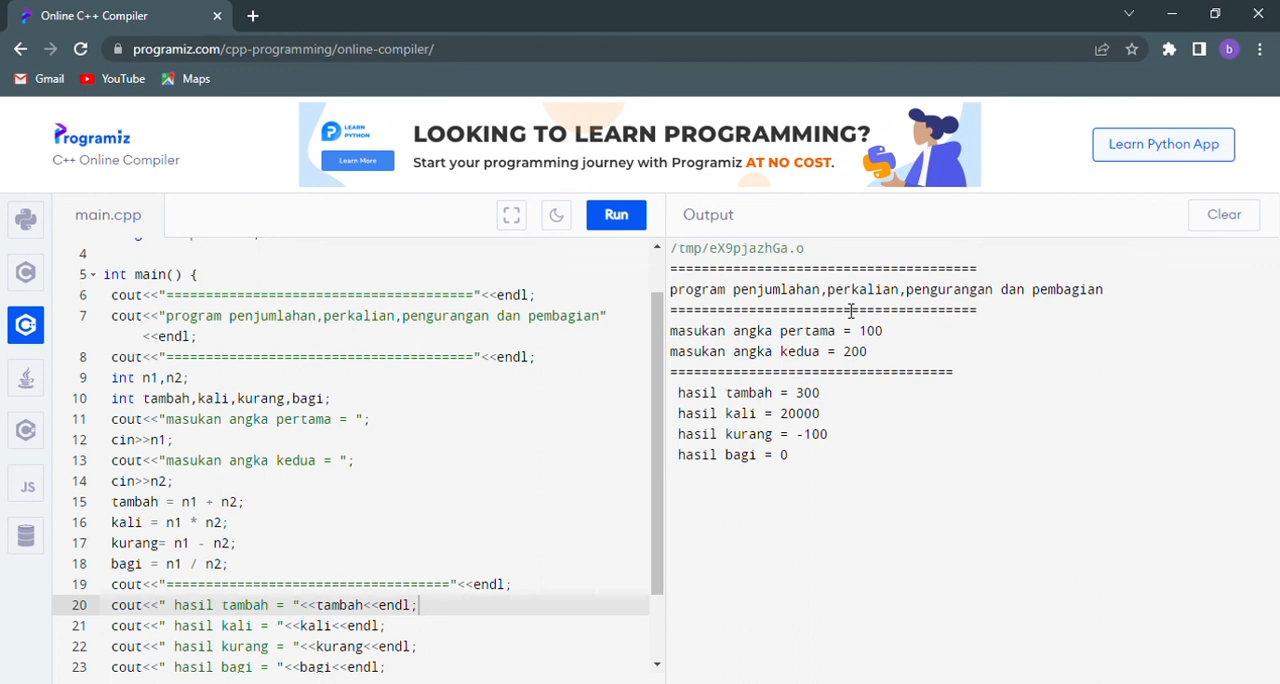 Online C++ Compiler
programiz.com/cpp-programming/online-compiler/
b
Gmail YouTube Maps
Programiz
C++ Online Compiler
LEARN
PYTHON
Learn More
LOOKING TO LEARN PROGRAMMING?
Start your programming journey with Programiz AT NO COST.
Learn Python App
main.cpp
Run
Output
Clear
JS
4
5 int main() {
6 cout<<"======================================="<<endl;
7 cout<<"program penjumlahan,perkalian,pengurangan dan pembagian"
<<endl;
8 cout<<"======================================="<<endl;
9 int n1,n2;
10 int tambah,kali,kurang,bagi;
11 cout<<"masukan angka pertama = ";
12 cin>>n1;
13 cout<<"masukan angka kedua = ";
14 cin>>n2;
15 tambah = n1 + n2;
16 kali = n1 * n2;
17 kurang= n1 - n2;
18 bagi = n1 / n2;
19 cout<<"===================================="<<endl;
20 cout<<" hasil tambah = "<<tambah<<endl;
21 cout<<" hasil kali = "<<kali<<endl;
22 cout<<" hasil kurang = "<<kurang<<endl;
23 cout<<" hasil bagi = "<<bagi<<endl;
/tmp/eX9pjazhGa.o
=======================================
program penjumlahan,perkalian,pengurangan dan pembagian
=======================================
masukan angka pertama = 100
masukan angka kedua = 200
====================================
hasil tambah = 300
hasil kali = 20000
hasil kurang = -100
hasil bagi = 0